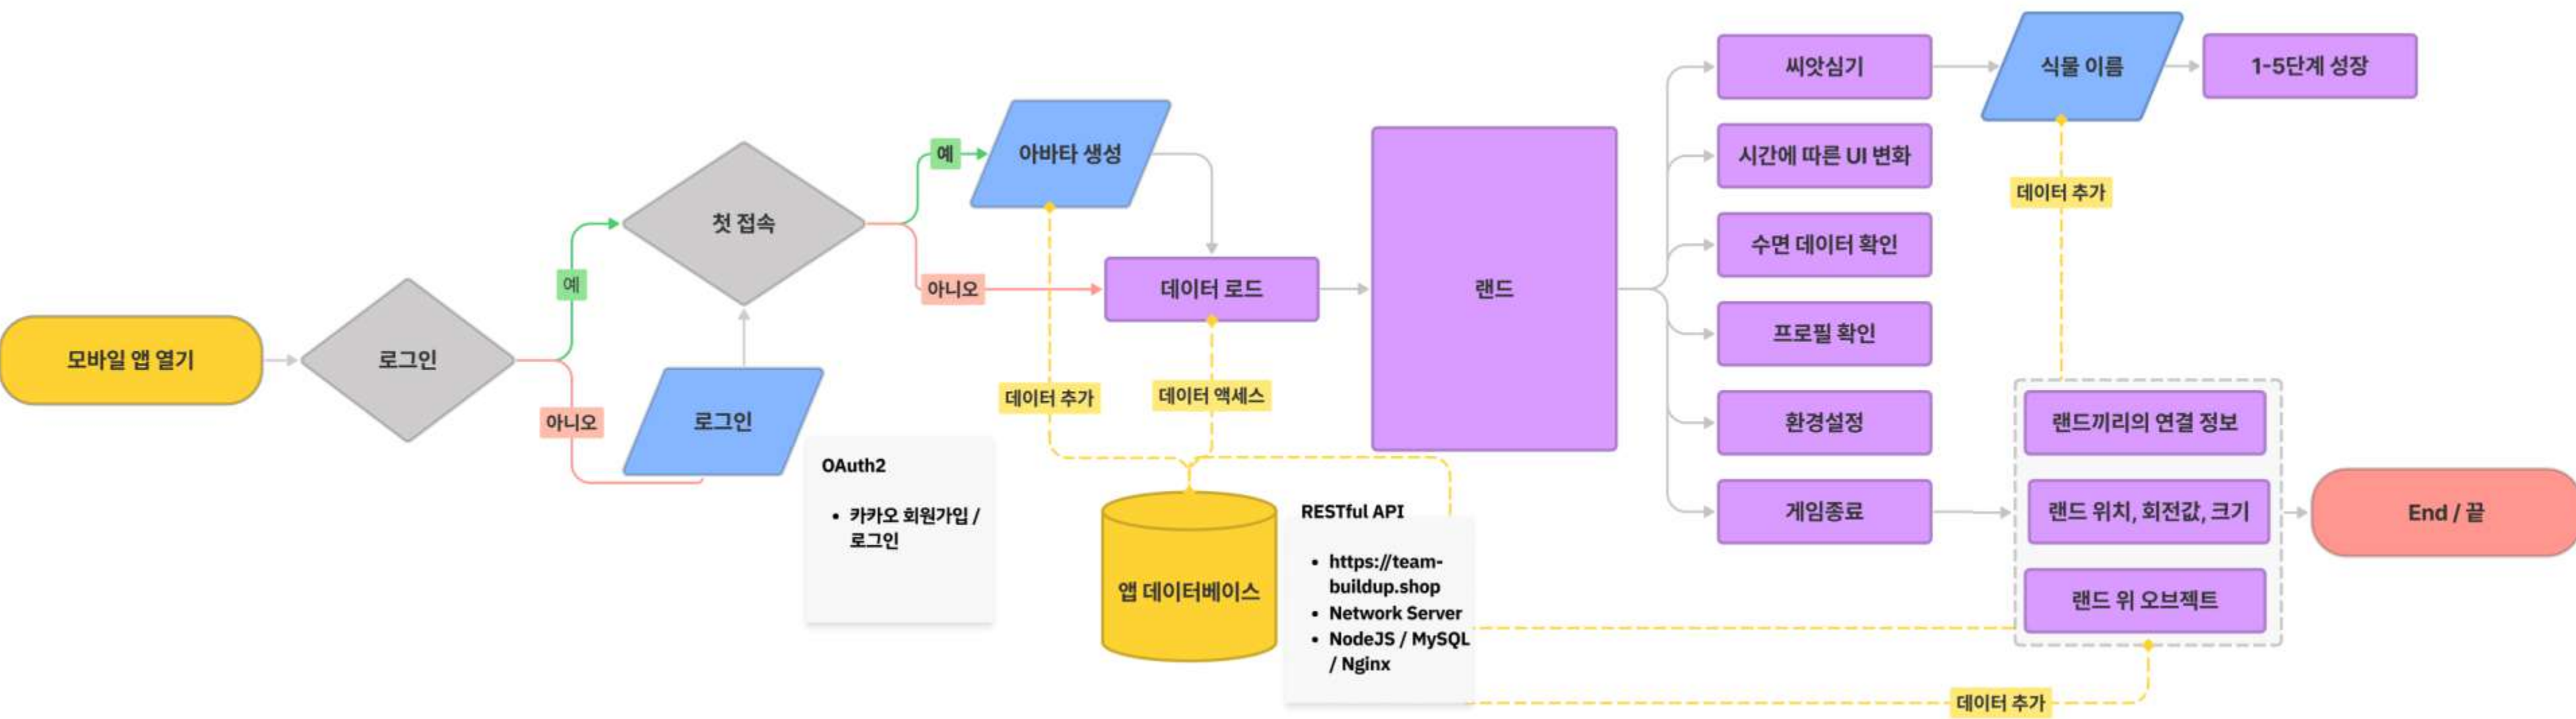 모바일 앱 열기
로그인
예
아니오
첫 접속
로그인
OAuth2
• 카카오 회원가입 /
로그인
예
아니오
아바타 생성
데이터 로드
데이터 추가
데이터 액세스
앱 데이터베이스
RESTful API
• https://team-
buildup.shop
• Network Server
• NodeJS / MySQL
/ Nginx
랜드
씨앗심기
시간에 따른 UI 변화
수면 데이터 확인
프로필 확인
환경설정
게임종료
식물 이름
1-5단계 성장
데이터 추가
랜드끼리의 연결 정보
랜드 위치, 회전값, 크기
랜드 위 오브젝트
데이터 추가
End / 끝